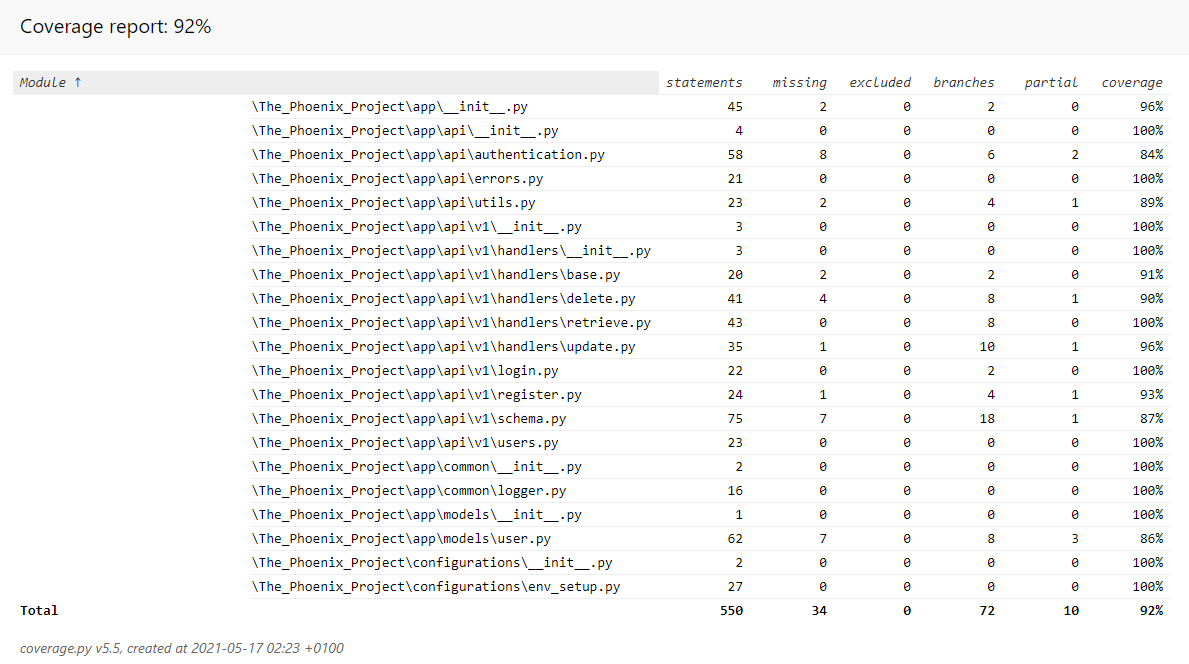 Coverage report: 92%
Module ↑ statements missing excluded branches partial coverage
\The_Phoenix_Project\app\__init__.py 45 2 0 2 0 96%
\The_Phoenix_Project\app\api\__init__.py 4 0 0 0 0 100%
\The_Phoenix_Project\app\api\authentication.py 58 8 0 6 2 84%
\The_Phoenix_Project\app\api\errors.py 21 0 0 0 0 100%
\The_Phoenix_Project\app\api\utils.py 23 2 0 4 1 89%
\The_Phoenix_Project\app\api\v1\__init__.py 3 0 0 0 0 100%
\The_Phoenix_Project\app\api\v1\handlers\__init__.py 3 0 0 0 0 100%
\The_Phoenix_Project\app\api\v1\handlers\base.py 20 2 0 2 0 91%
\The_Phoenix_Project\app\api\v1\handlers\delete.py 41 4 0 8 1 90%
\The_Phoenix_Project\app\api\v1\handlers\retrieve.py 43 0 0 8 0 100%
\The_Phoenix_Project\app\api\v1\handlers\update.py 35 1 0 10 1 96%
\The_Phoenix_Project\app\api\v1\login.py 22 0 0 2 0 100%
\The_Phoenix_Project\app\api\v1\register.py 24 1 0 4 1 93%
\The_Phoenix_Project\app\api\v1\schema.py 75 7 0 18 1 87%
\The_Phoenix_Project\app\api\v1\users.py 23 0 0 0 0 100%
\The_Phoenix_Project\app\common\__init__.py 2 0 0 0 0 100%
\The_Phoenix_Project\app\common\logger.py 16 0 0 0 0 100%
\The_Phoenix_Project\app\models\__init__.py 1 0 0 0 0 100%
\The_Phoenix_Project\app\models\user.py 62 7 0 8 3 86%
\The_Phoenix_Project\configurations\__init__.py 2 0 0 0 0 100%
\The_Phoenix_Project\configurations\env_setup.py 27 0 0 0 0 100%
Total 550 34 0 72 10 92%
coverage.py v5.5, created at 2021-05-17 02:23 +0100